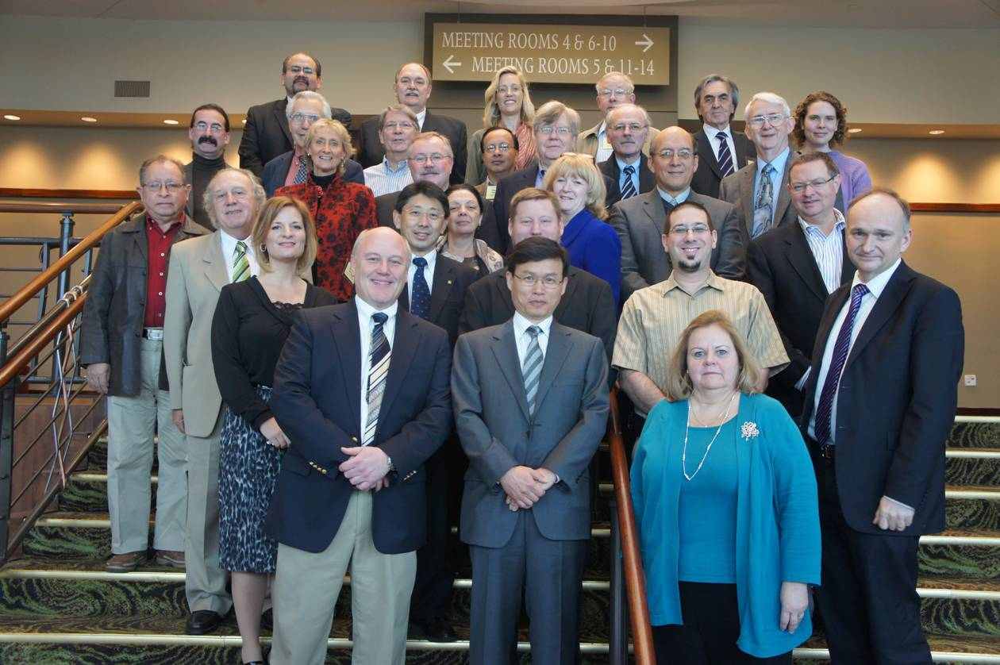 MEETING ROOMS 4 & 6-10 →
← MEETING ROOMS 5 & 11-14